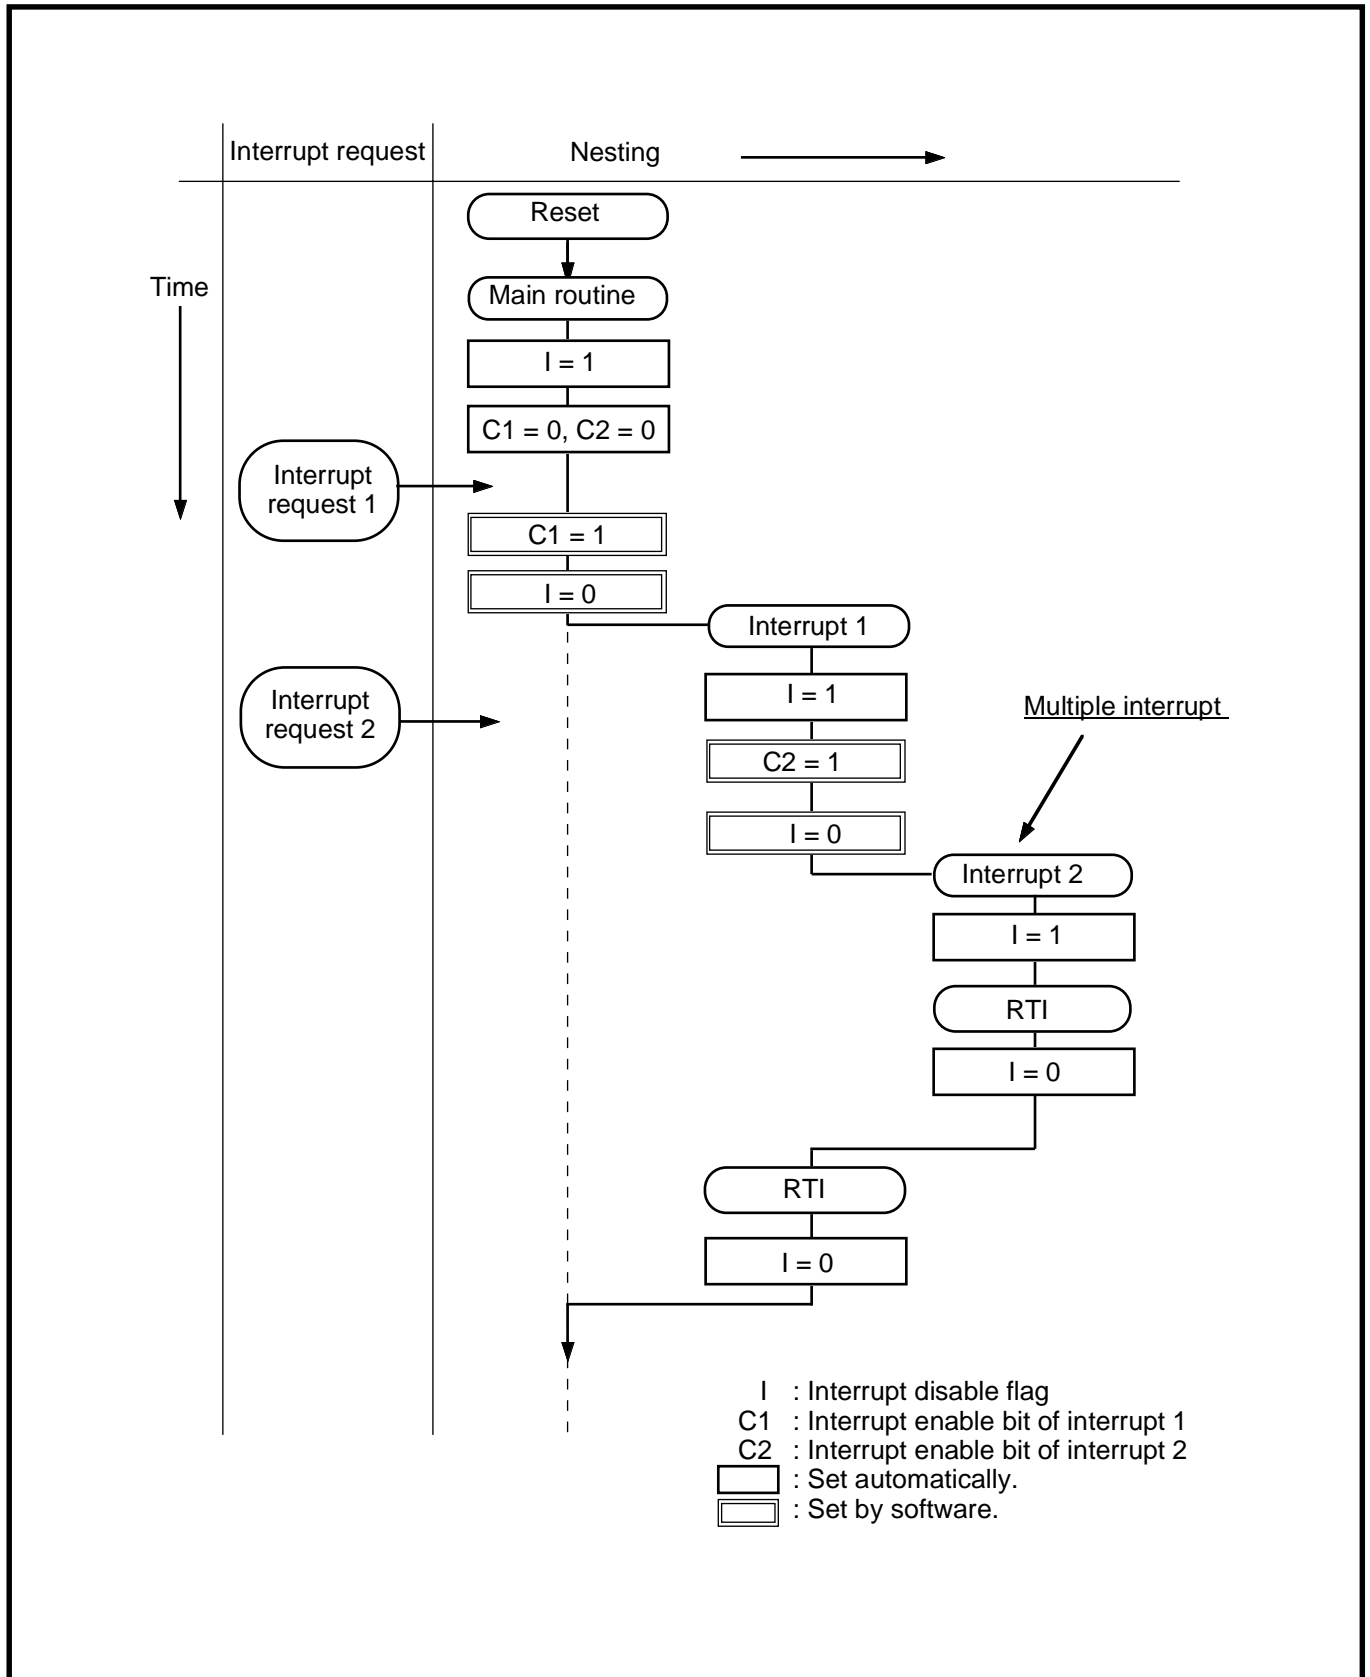 Interrupt request
Nesting
Reset
Time
Main routine
I = 1
C1 = 0, C2 = 0
Interrupt
request 1
C1 = 1
I = 0
Interrupt 1
Interrupt
request 2
I = 1
Multiple interrupt
C2 = 1
I = 0
Interrupt 2
I = 1
RTI
I = 0
RTI
I = 0
I : Interrupt disable flag
C1 : Interrupt enable bit of interrupt 1
C2 : Interrupt enable bit of interrupt 2
: Set automatically.
: Set by software.